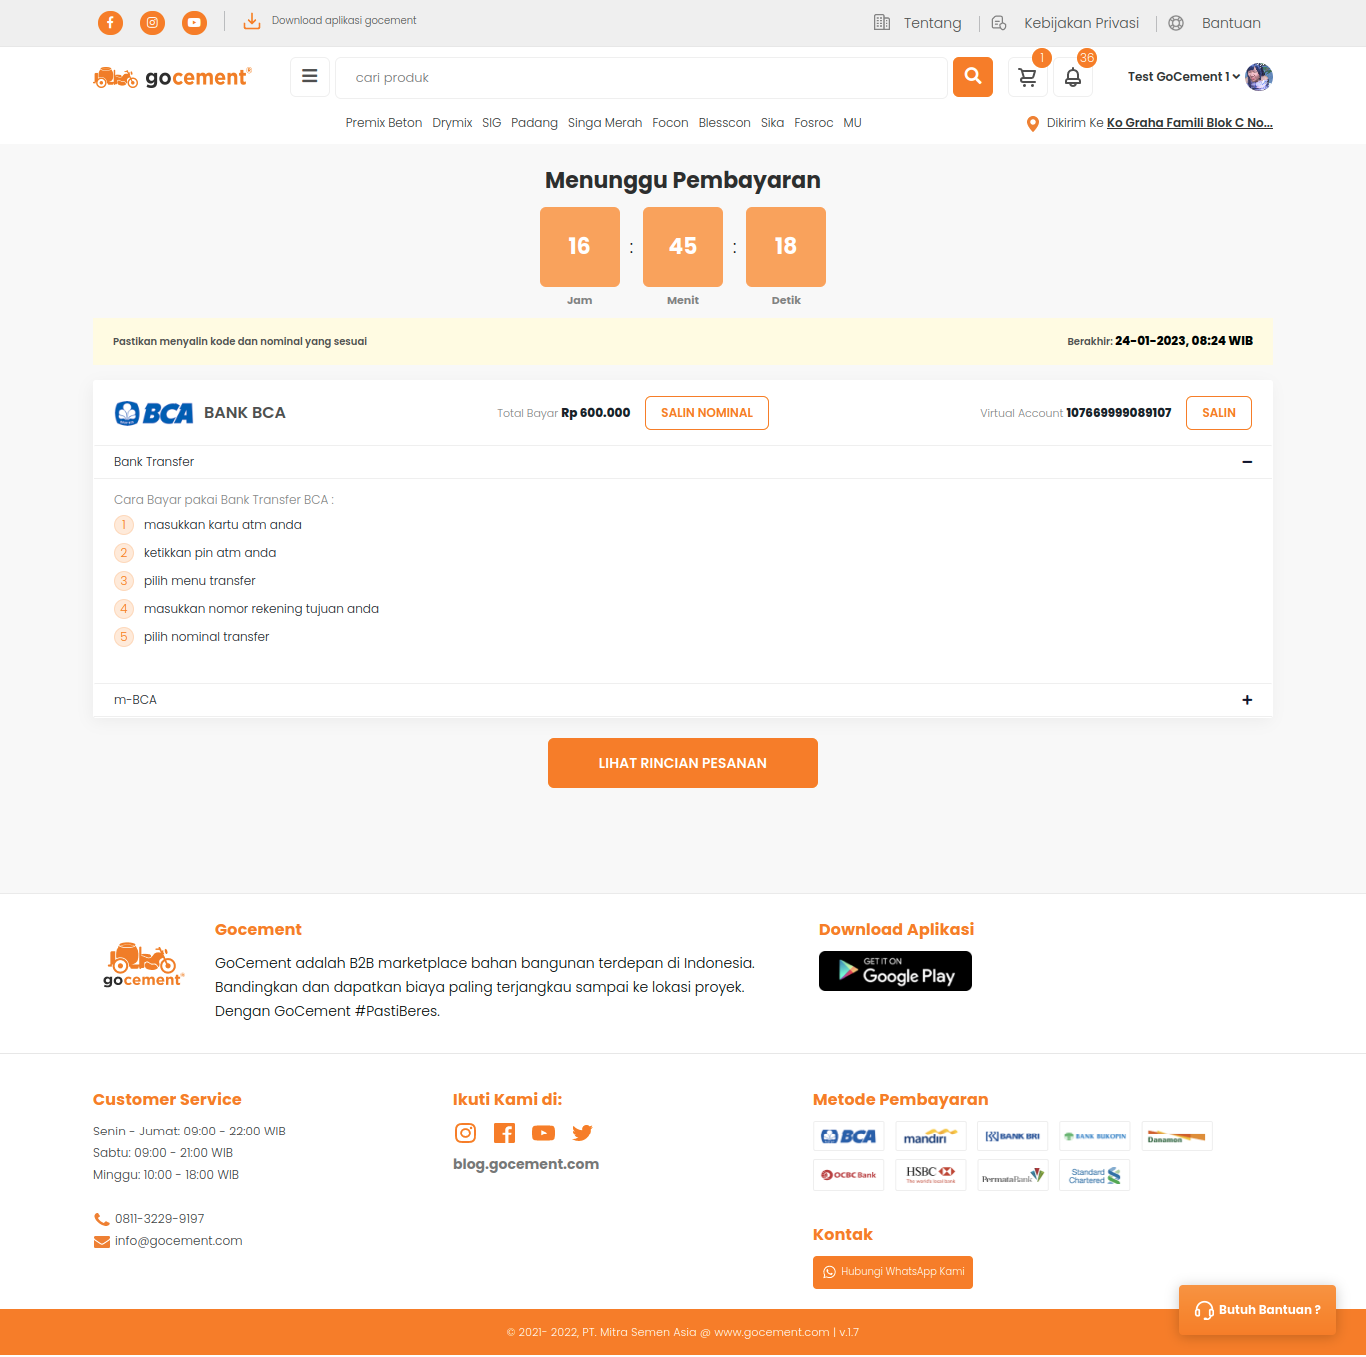 Download aplikasi gocement
Tentang
Kebijakan Privasi
Bantuan
gocement®
cari produk
1
36
Test GoCement 1
Premix Beton Drymix SIG Padang Singa Merah Focon Blesscon Sika Fosroc MU
Dikirim Ke Ko Graha Famili Blok C No...
Menunggu Pembayaran
16 : 45 : 18
Jam Menit Detik
Pastikan menyalin kode dan nominal yang sesuai
Berakhir: 24-01-2023, 08:24 WIB
BCA BANK BCA
Total Bayar Rp 600.000
SALIN NOMINAL
Virtual Account 107669999089107
SALIN
Bank Transfer
Cara Bayar pakai Bank Transfer BCA :
1 masukkan kartu atm anda
2 ketikkan pin atm anda
3 pilih menu transfer
4 masukkan nomor rekening tujuan anda
5 pilih nominal transfer
m-BCA
LIHAT RINCIAN PESANAN
gocement®
Gocement
GoCement adalah B2B marketplace bahan bangunan terdepan di Indonesia.
Bandingkan dan dapatkan biaya paling terjangkau sampai ke lokasi proyek.
Dengan GoCement #PastiBeres.
Download Aplikasi
GET IT ON
Google Play
Customer Service
Senin - Jumat: 09:00 - 22:00 WIB
Sabtu: 09:00 - 21:00 WIB
Minggu: 10:00 - 18:00 WIB
0811-3229-9197
info@gocement.com
Ikuti Kami di:
blog.gocement.com
Metode Pembayaran
BCA
mandiri
BANK BRI
BANK BUKOPIN
Danamon
OCBC Bank
HSBC
The world's local bank
PermataBank
Standard
Chartered
Kontak
Hubungi WhatsApp Kami
Butuh Bantuan ?
© 2021- 2022, PT. Mitra Semen Asia @ www.gocement.com | v.1.7